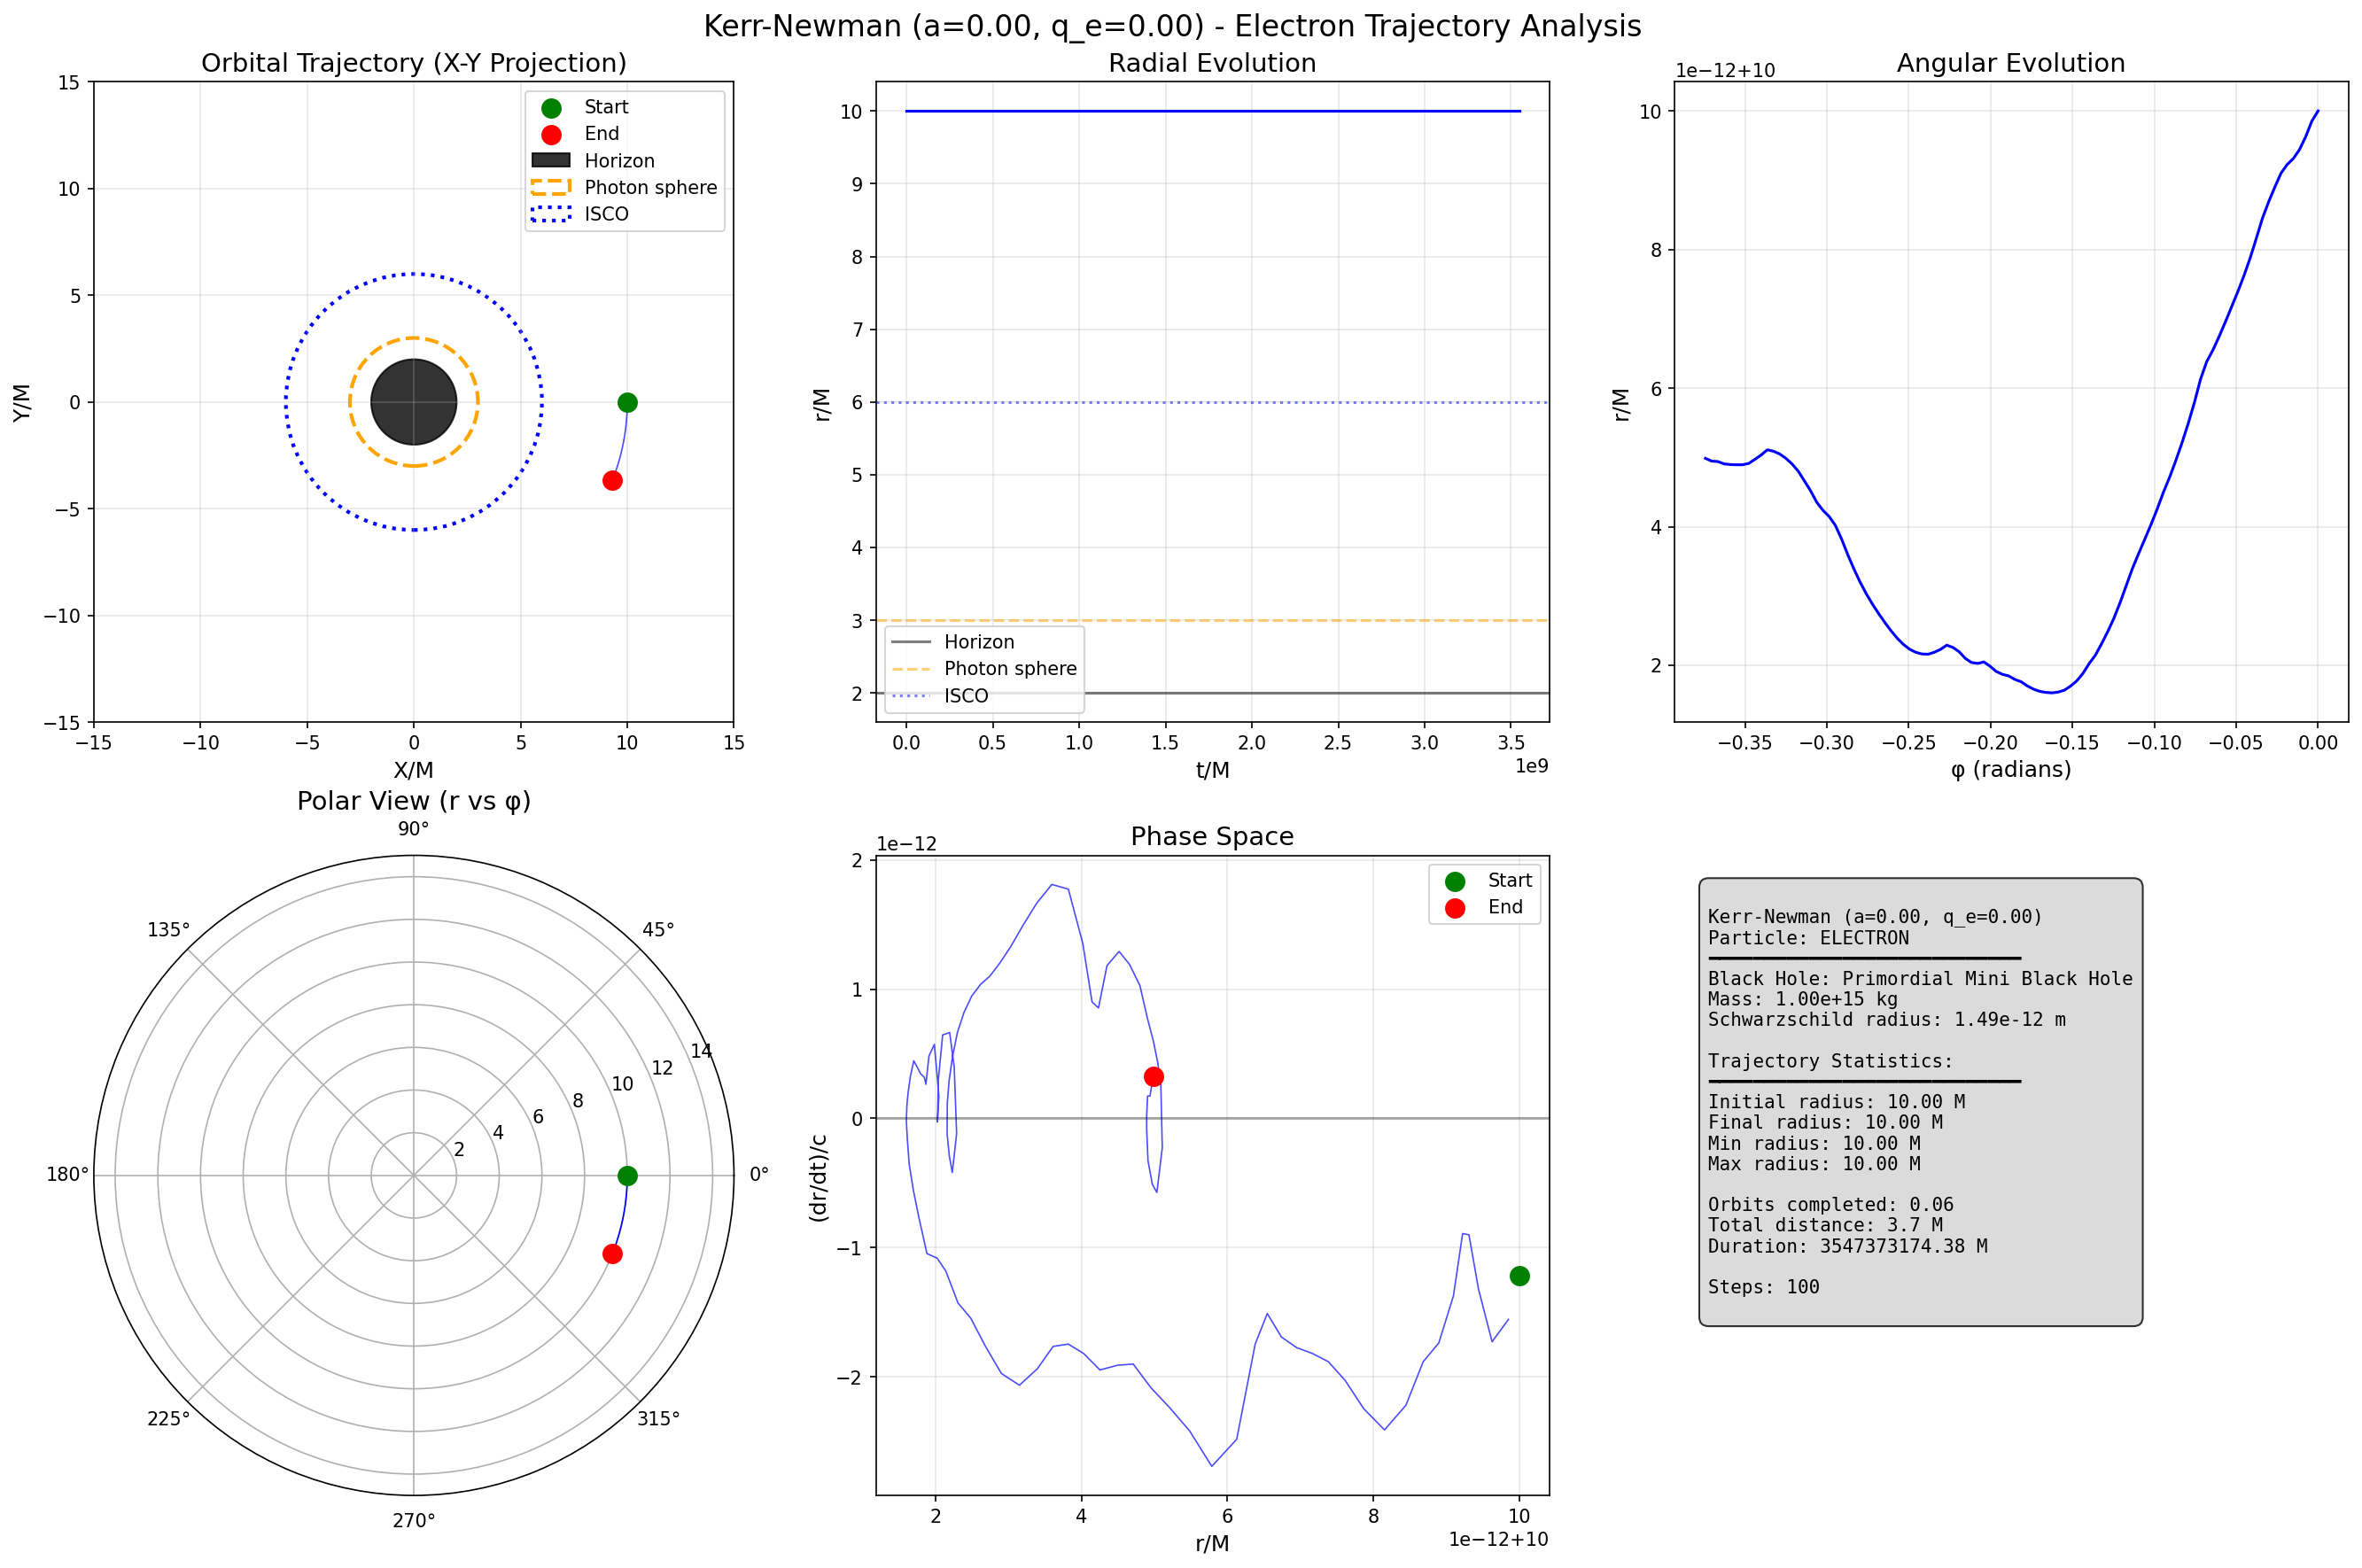 Kerr-Newman (a=0.00, q_e=0.00) - Electron Trajectory Analysis
Orbital Trajectory (X-Y Projection)
Start
End
Horizon
Photon sphere
ISCO
15
10
5
0
−5
−10
−15
Y/M
−15 −10 −5 0 5 10 15
X/M
Radial Evolution
10
9
8
7
6
5
4
3
2
r/M
Horizon
Photon sphere
ISCO
0.0 0.5 1.0 1.5 2.0 2.5 3.0 3.5
1e9
t/M
Angular Evolution
1e−12+10
10
8
6
4
2
r/M
−0.35 −0.30 −0.25 −0.20 −0.15 −0.10 −0.05 0.00
φ (radians)
Polar View (r vs φ)
90°
135°
45°
180°
0°
225°
315°
270°
2
4
6
8
10
12
14
Phase Space
1e−12
Start
End
2
1
0
−1
−2
(dr/dt)/c
2 4 6 8 10
1e−12+10
r/M
Kerr-Newman (a=0.00, q_e=0.00)
Particle: ELECTRON
Black Hole: Primordial Mini Black Hole
Mass: 1.00e+15 kg
Schwarzschild radius: 1.49e-12 m
Trajectory Statistics:
Initial radius: 10.00 M
Final radius: 10.00 M
Min radius: 10.00 M
Max radius: 10.00 M
Orbits completed: 0.06
Total distance: 3.7 M
Duration: 3547373174.38 M
Steps: 100